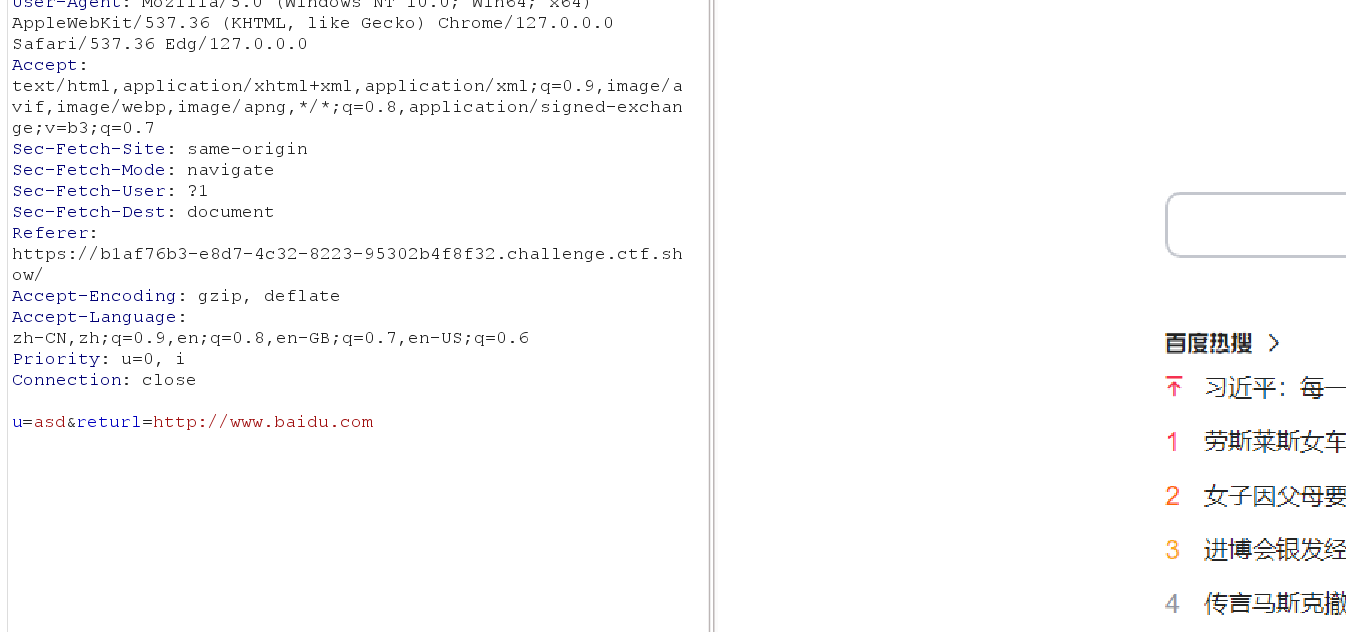 User-Agent: Mozilla/5.0 (Windows NT 10.0; Win64; x64)
AppleWebKit/537.36 (KHTML, like Gecko) Chrome/127.0.0.0
Safari/537.36 Edg/127.0.0.0
Accept:
text/html,application/xhtml+xml,application/xml;q=0.9,image/a
vif,image/webp,image/apng,*/*;q=0.8,application/signed-exchan
ge;v=b3;q=0.7
Sec-Fetch-Site: same-origin
Sec-Fetch-Mode: navigate
Sec-Fetch-User: ?1
Sec-Fetch-Dest: document
Referer:
https://b1af76b3-e8d7-4c32-8223-95302b4f8f32.challenge.ctf.sh
ow/
Accept-Encoding: gzip, deflate
Accept-Language:
zh-CN,zh;q=0.9,en;q=0.8,en-GB;q=0.7,en-US;q=0.6
Priority: u=0, i
Connection: close
u=asd&returl=http://www.baidu.com
百度热搜
习近平：每一
1 劳斯莱斯女车
2 女子因父母要
3 进博会银发经
4 传言马斯克撤